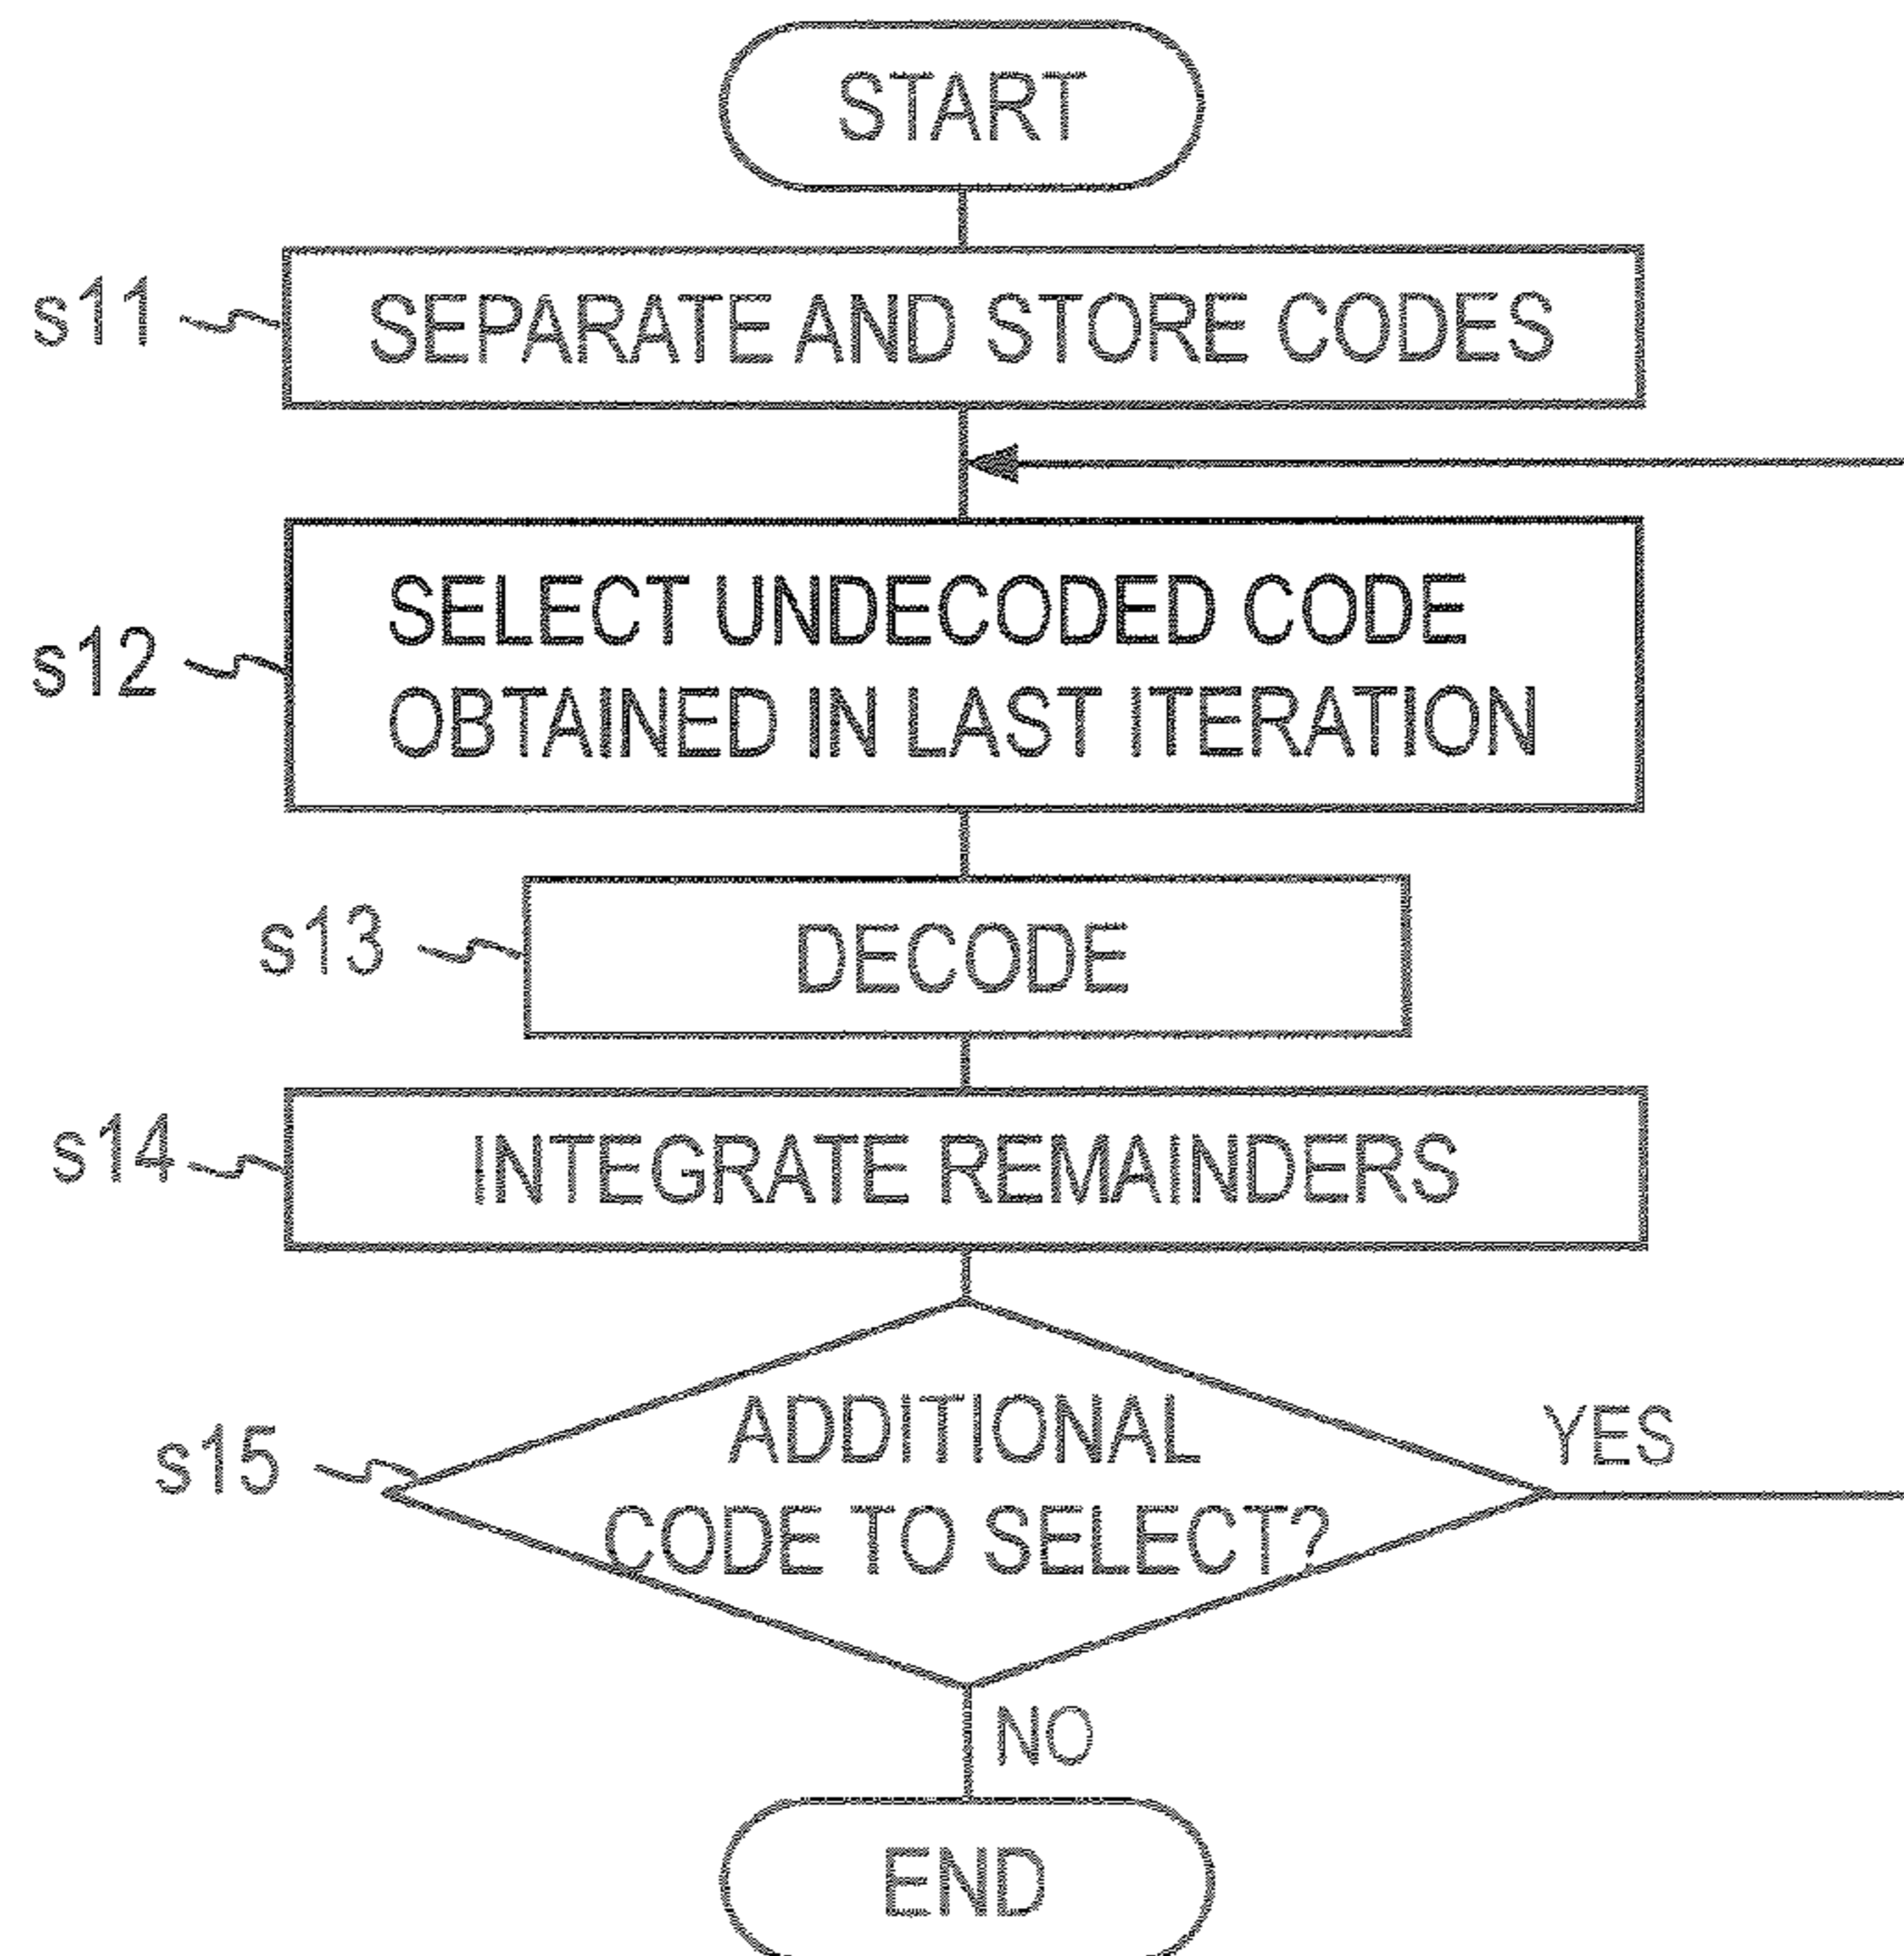 START
s11
SEPARATE AND STORE CODES
s12
SELECT UNDECODED CODE
OBTAINED IN LAST ITERATION
s13
DECODE
s14
INTEGRATE REMAINDERS
s15
ADDITIONAL
CODE TO SELECT?
YES
NO
END